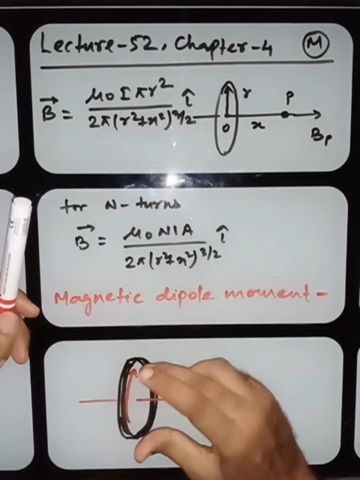 Lecture-52, Chapter-4 (M)
B⃗ = μ0 I π r² / 2π(r²+x²)^3/2 î
r
P
O
x
Bp
for N-turns
B⃗ = μ0 N I A / 2π(r²+x²)^3/2 î
Magnetic dipole moment-